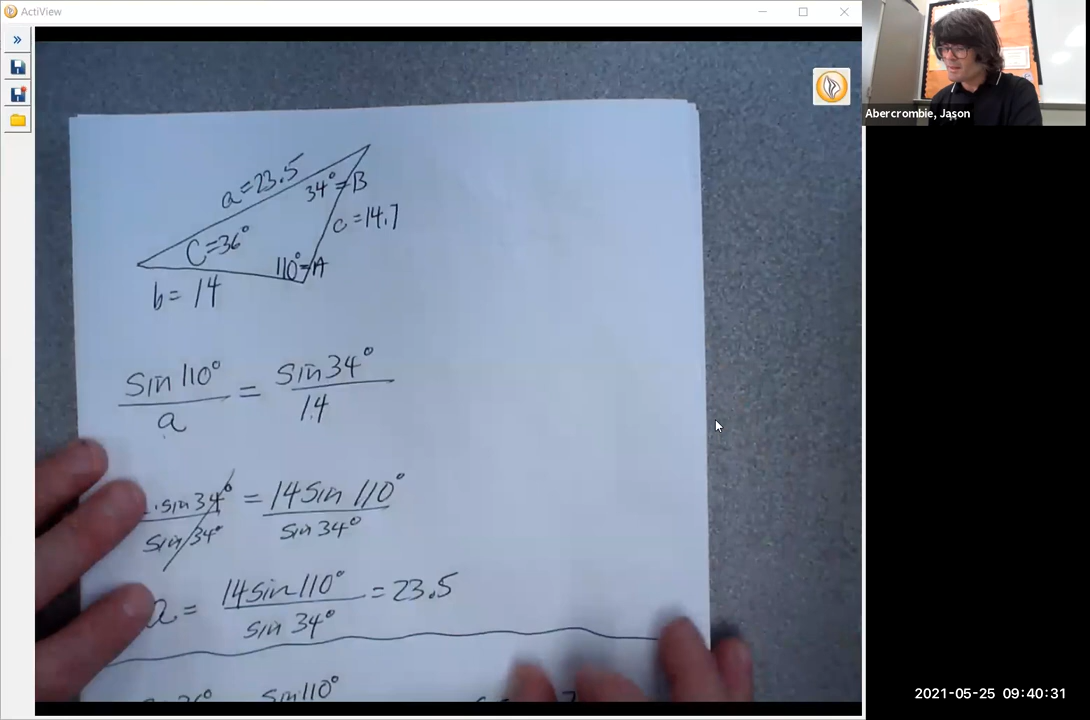 ActiView
Abercrombie, Jason
a=23.5
34°=B
c=14.7
C=36°
110°=A
b= 14
Sin 110° = Sin 34°
a 14
· sin 34° = 14 Sin 110°
sin 34° sin 34°
a = 14 sin 110° = 23.5
sin 34°
36° sin 110°
2021-05-25 09:40:31